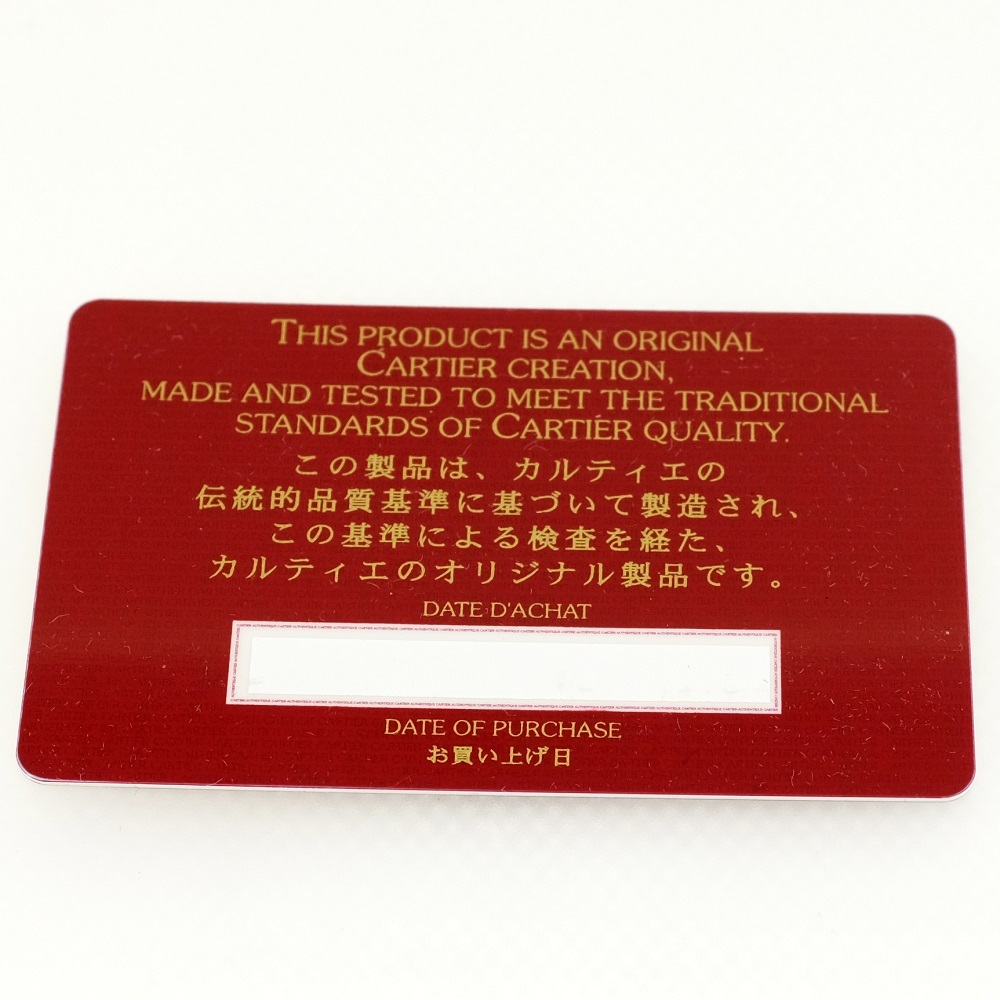 THIS PRODUCT IS AN ORIGINAL
CARTIER CREATION,
MADE AND TESTED TO MEET THE TRADITIONAL
STANDARDS OF CARTIER QUALITY.
この製品は、カルティエの
伝統的品質基準に基づいて製造され、
この基準による検査を経た、
カルティエのオリジナル製品です。
DATE D'ACHAT
DATE OF PURCHASE
お買い上げ日